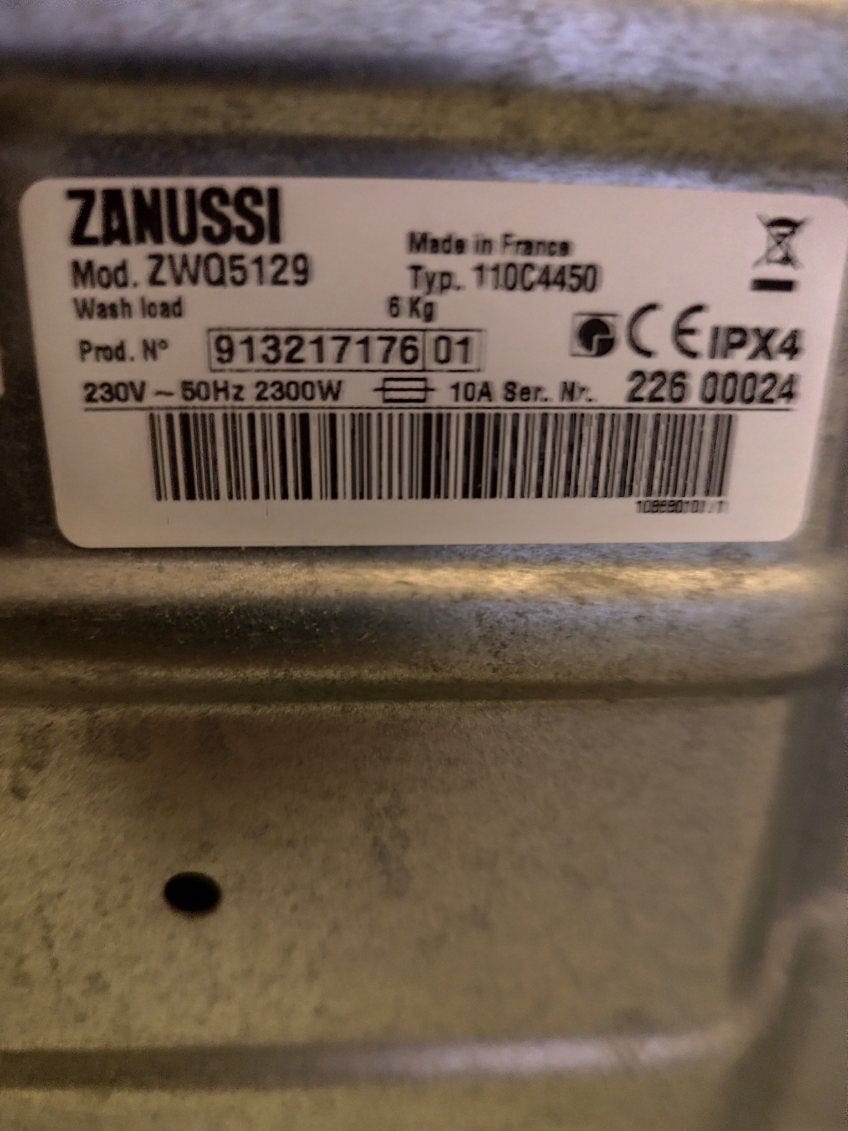 ZANUSSI
Made in France
Mod. ZWQ5129 Typ. 110C4450
Wash load 6 Kg
Prod. N° 913217176 01 CE IPX4
230V ~ 50Hz 2300W 10A Ser. Nr. 226 00024